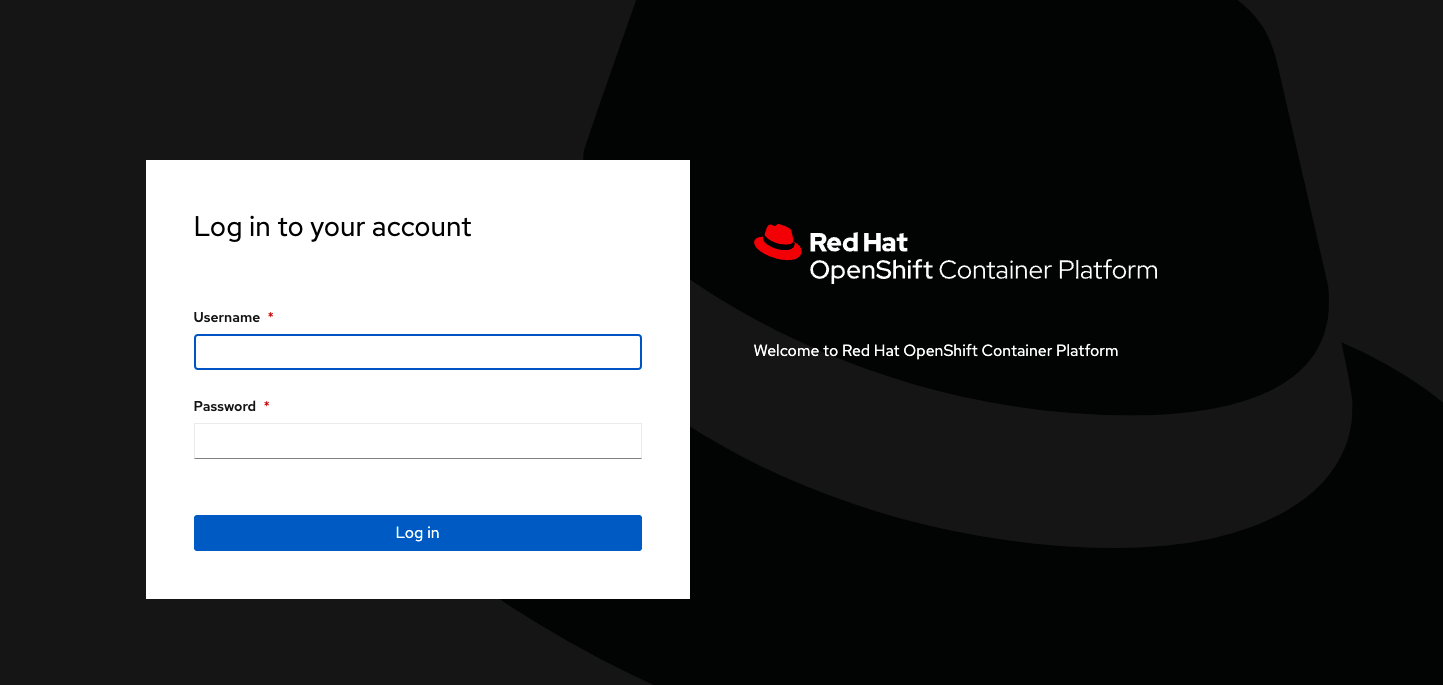 Log in to your account
Username *
Password *
Log in
Red Hat
OpenShift Container Platform
Welcome to Red Hat OpenShift Container Platform